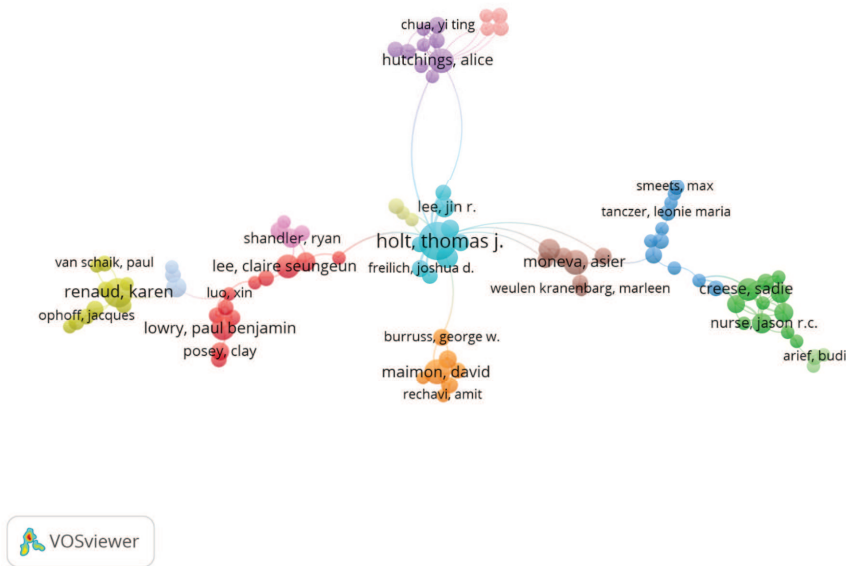 chua, yi ting
hutchings, alice
smeets, max
lee, jin r.
tanczer, leonie maria
shandler, ryan
holt, thomas j.
van schaik, paul
lee, claire seungeun
freilich, joshua d.
moneva, asier
renaud, karen
luo, xin
weulen kranenbarg, marleen
creese, sadie
ophoff, jacques
lowry, paul benjamin
nurse, jason r.c.
posey, clay
burruss, george w.
arief, budi
maimon, david
rechavi, amit
VOSviewer